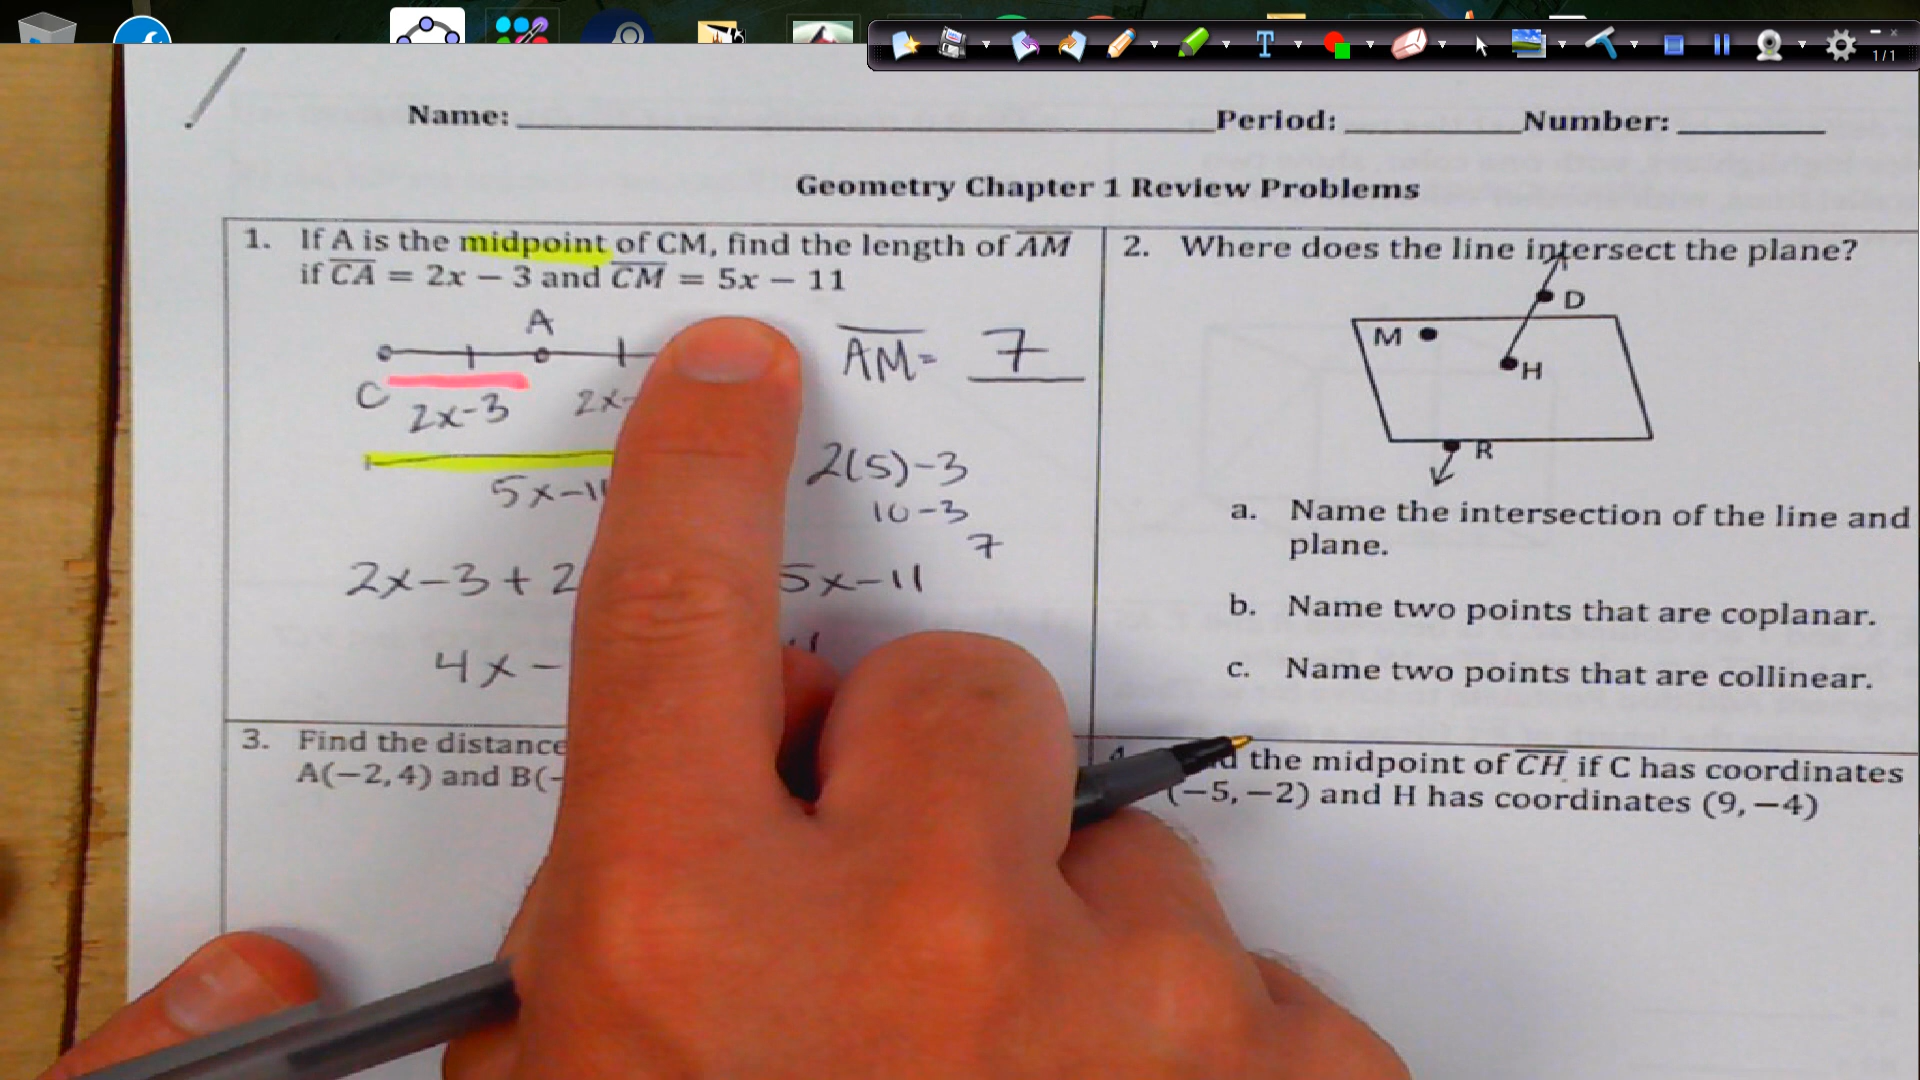 1/1
Name: Period: Number:
Geometry Chapter 1 Review Problems
1. If A is the midpoint of CM, find the length of AM
if CA = 2x − 3 and CM = 5x − 11
A
C
2x-3
2x-
5x-11
AM= 7
2(5)-3
10-3
7
2x-3+2 5x-11
4x-
2. Where does the line intersect the plane?
D
M
H
R
a. Name the intersection of the line and
plane.
b. Name two points that are coplanar.
c. Name two points that are collinear.
3. Find the distance
A(−2, 4) and B(−
the midpoint of CH if C has coordinates
(−5, −2) and H has coordinates (9, −4)